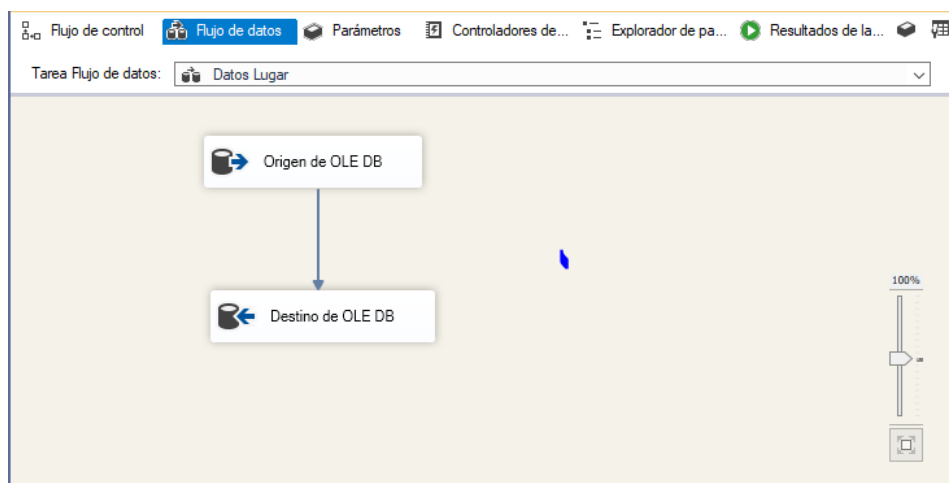 Flujo de control Flujo de datos Parámetros Controladores de... Explorador de pa... Resultados de la...
Tarea Flujo de datos: Datos Lugar
Origen de OLE DB
Destino de OLE DB
100%